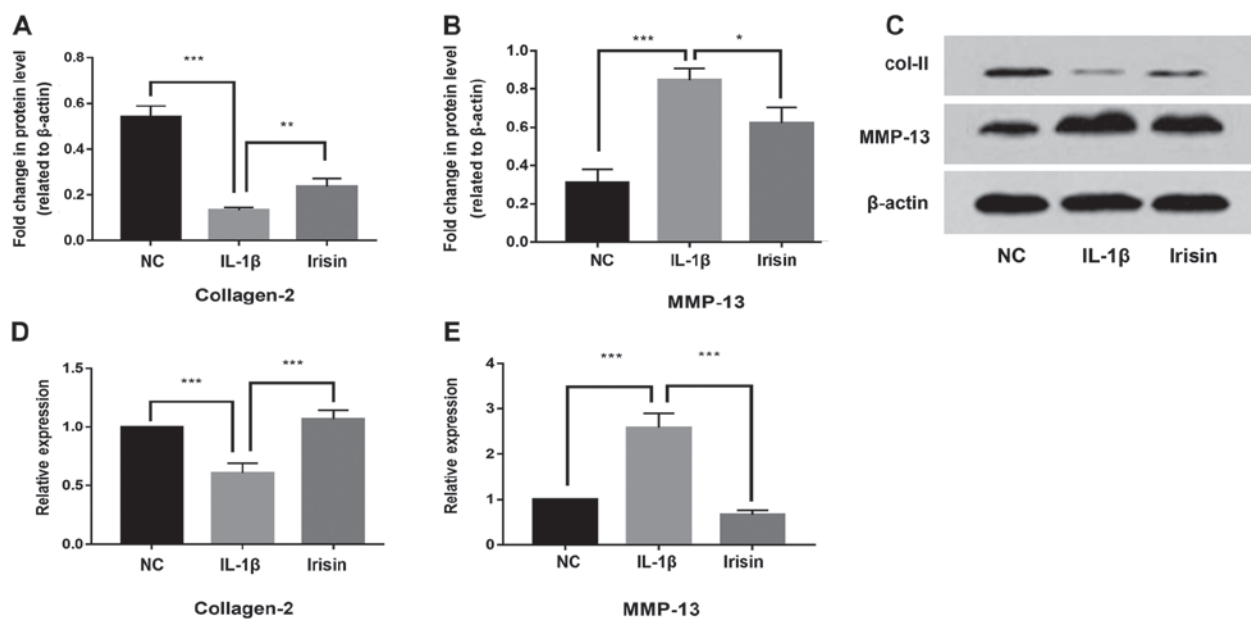 A
Fold change in protein level
(related to β-actin)
0.8
0.6
0.4
0.2
0.0
***
**
NC IL-1β Irisin
Collagen-2
B
Fold change in protein level
(related to β-actin)
1.0
0.8
0.6
0.4
0.2
0.0
***
*
NC IL-1β Irisin
MMP-13
C
col-II
MMP-13
β-actin
NC IL-1β Irisin
D
Relative expression
1.5
1.0
0.5
0.0
***
***
NC IL-1β Irisin
Collagen-2
E
Relative expression
4
3
2
1
0
***
***
NC IL-1β Irisin
MMP-13